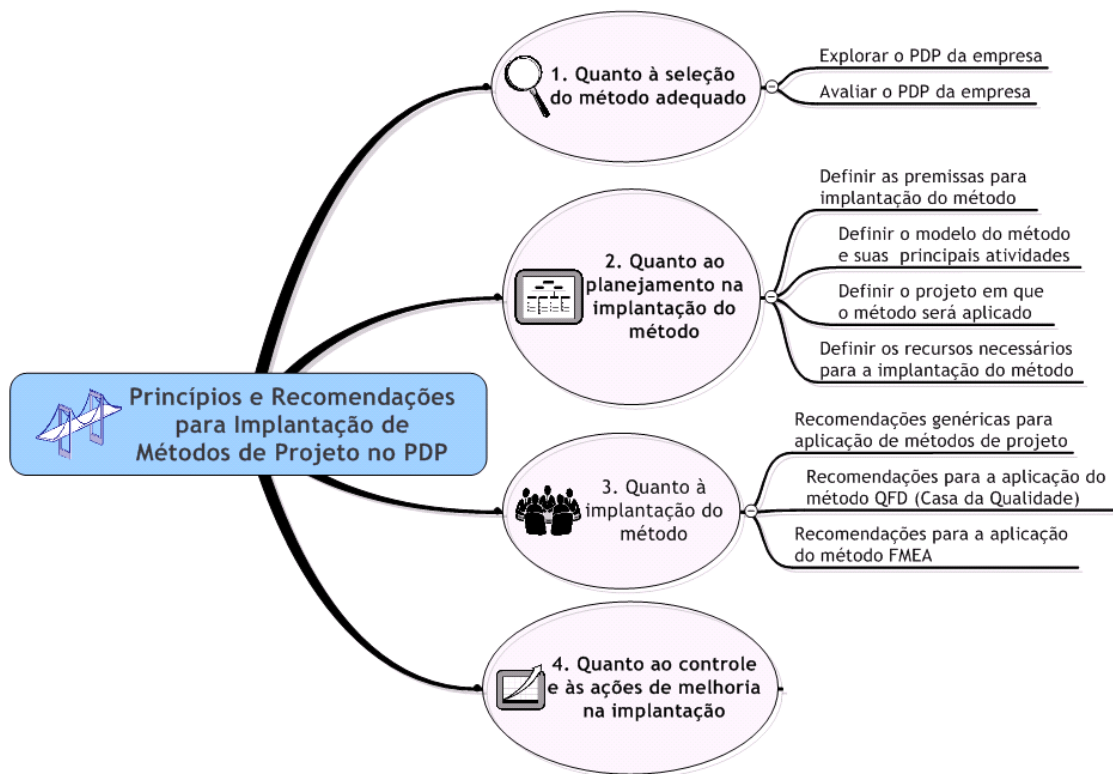 Princípios e Recomendações
para Implantação de
Métodos de Projeto no PDP
1. Quanto à seleção
do método adequado
Explorar o PDP da empresa
Avaliar o PDP da empresa
2. Quanto ao
planejamento na
implantação do
método
Definir as premissas para
implantação do método
Definir o modelo do método
e suas principais atividades
Definir o projeto em que
o método será aplicado
Definir os recursos necessários
para a implantação do método
3. Quanto à
implantação do
método
Recomendações genéricas para
aplicação de métodos de projeto
Recomendações para a aplicação do
método QFD (Casa da Qualidade)
Recomendações para a aplicação
do método FMEA
4. Quanto ao controle
e às ações de melhoria
na implantação